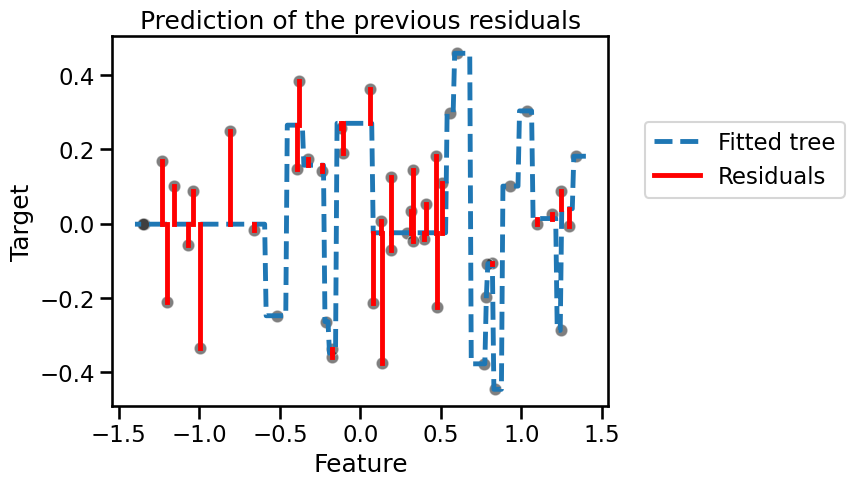 Prediction of the previous residuals
0.4
0.2
0.0
−0.2
−0.4
Target
−1.5 −1.0 −0.5 0.0 0.5 1.0 1.5
Feature
Fitted tree
Residuals